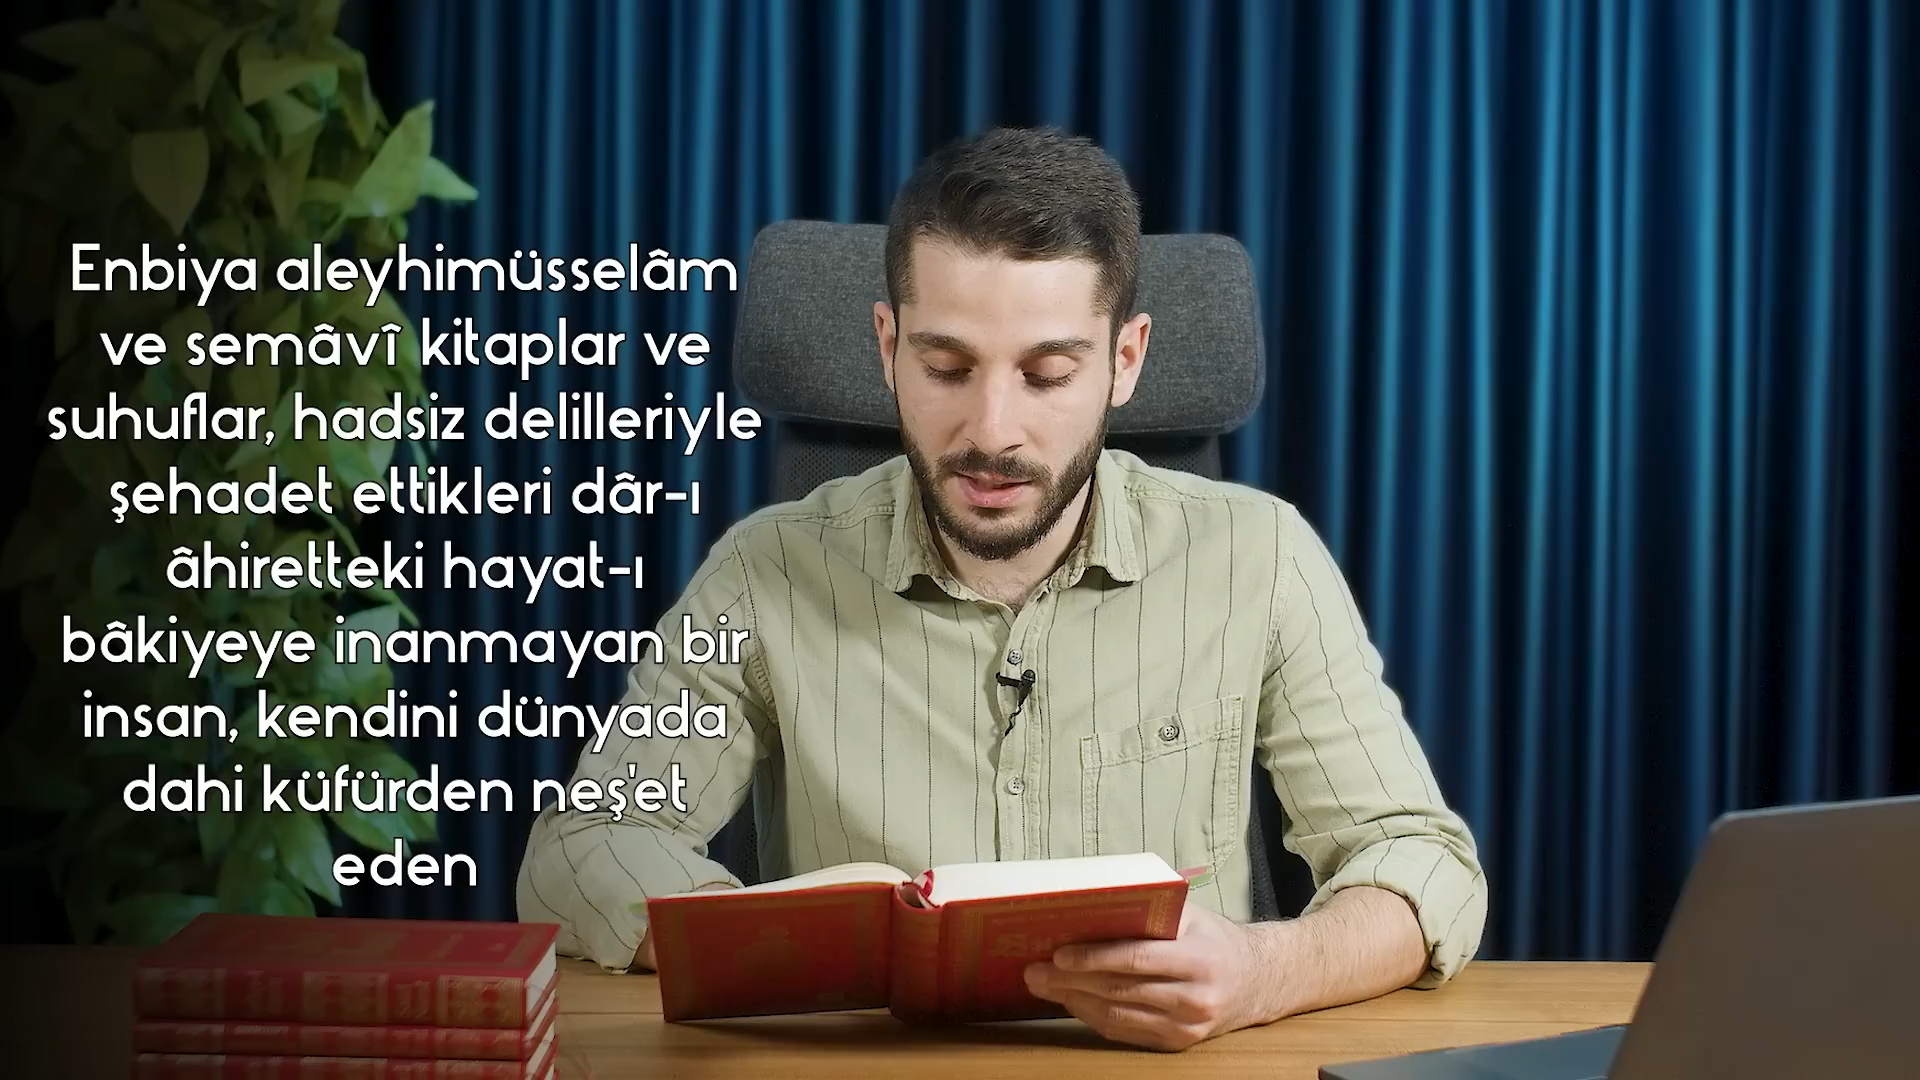 Enbiya aleyhimüsselâm
ve semâvî kitaplar ve
suhuflar, hadsiz delilleriyle
şehadet ettikleri dâr-ı
âhiretteki hayat-ı
bâkiyeye inanmayan bir
insan, kendini dünyada
dahi küfürden neş'et
eden